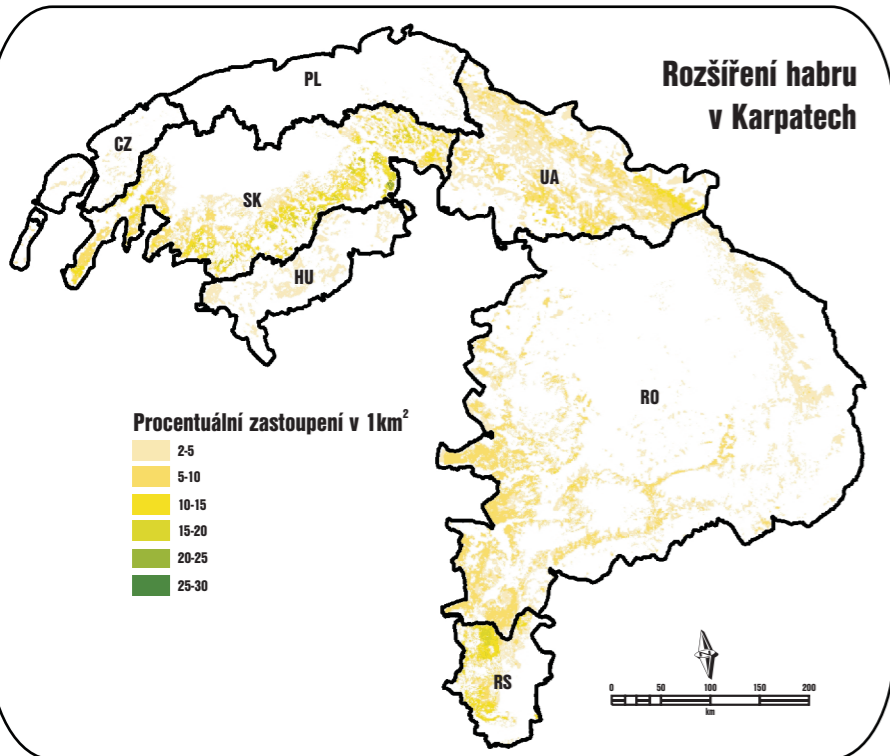 Rozšíření habru
v Karpatech
PL
CZ
SK
UA
HU
RO
RS
Procentuální zastoupení v 1km²
2-5
5-10
10-15
15-20
20-25
25-30
0 50 100 150 200
km